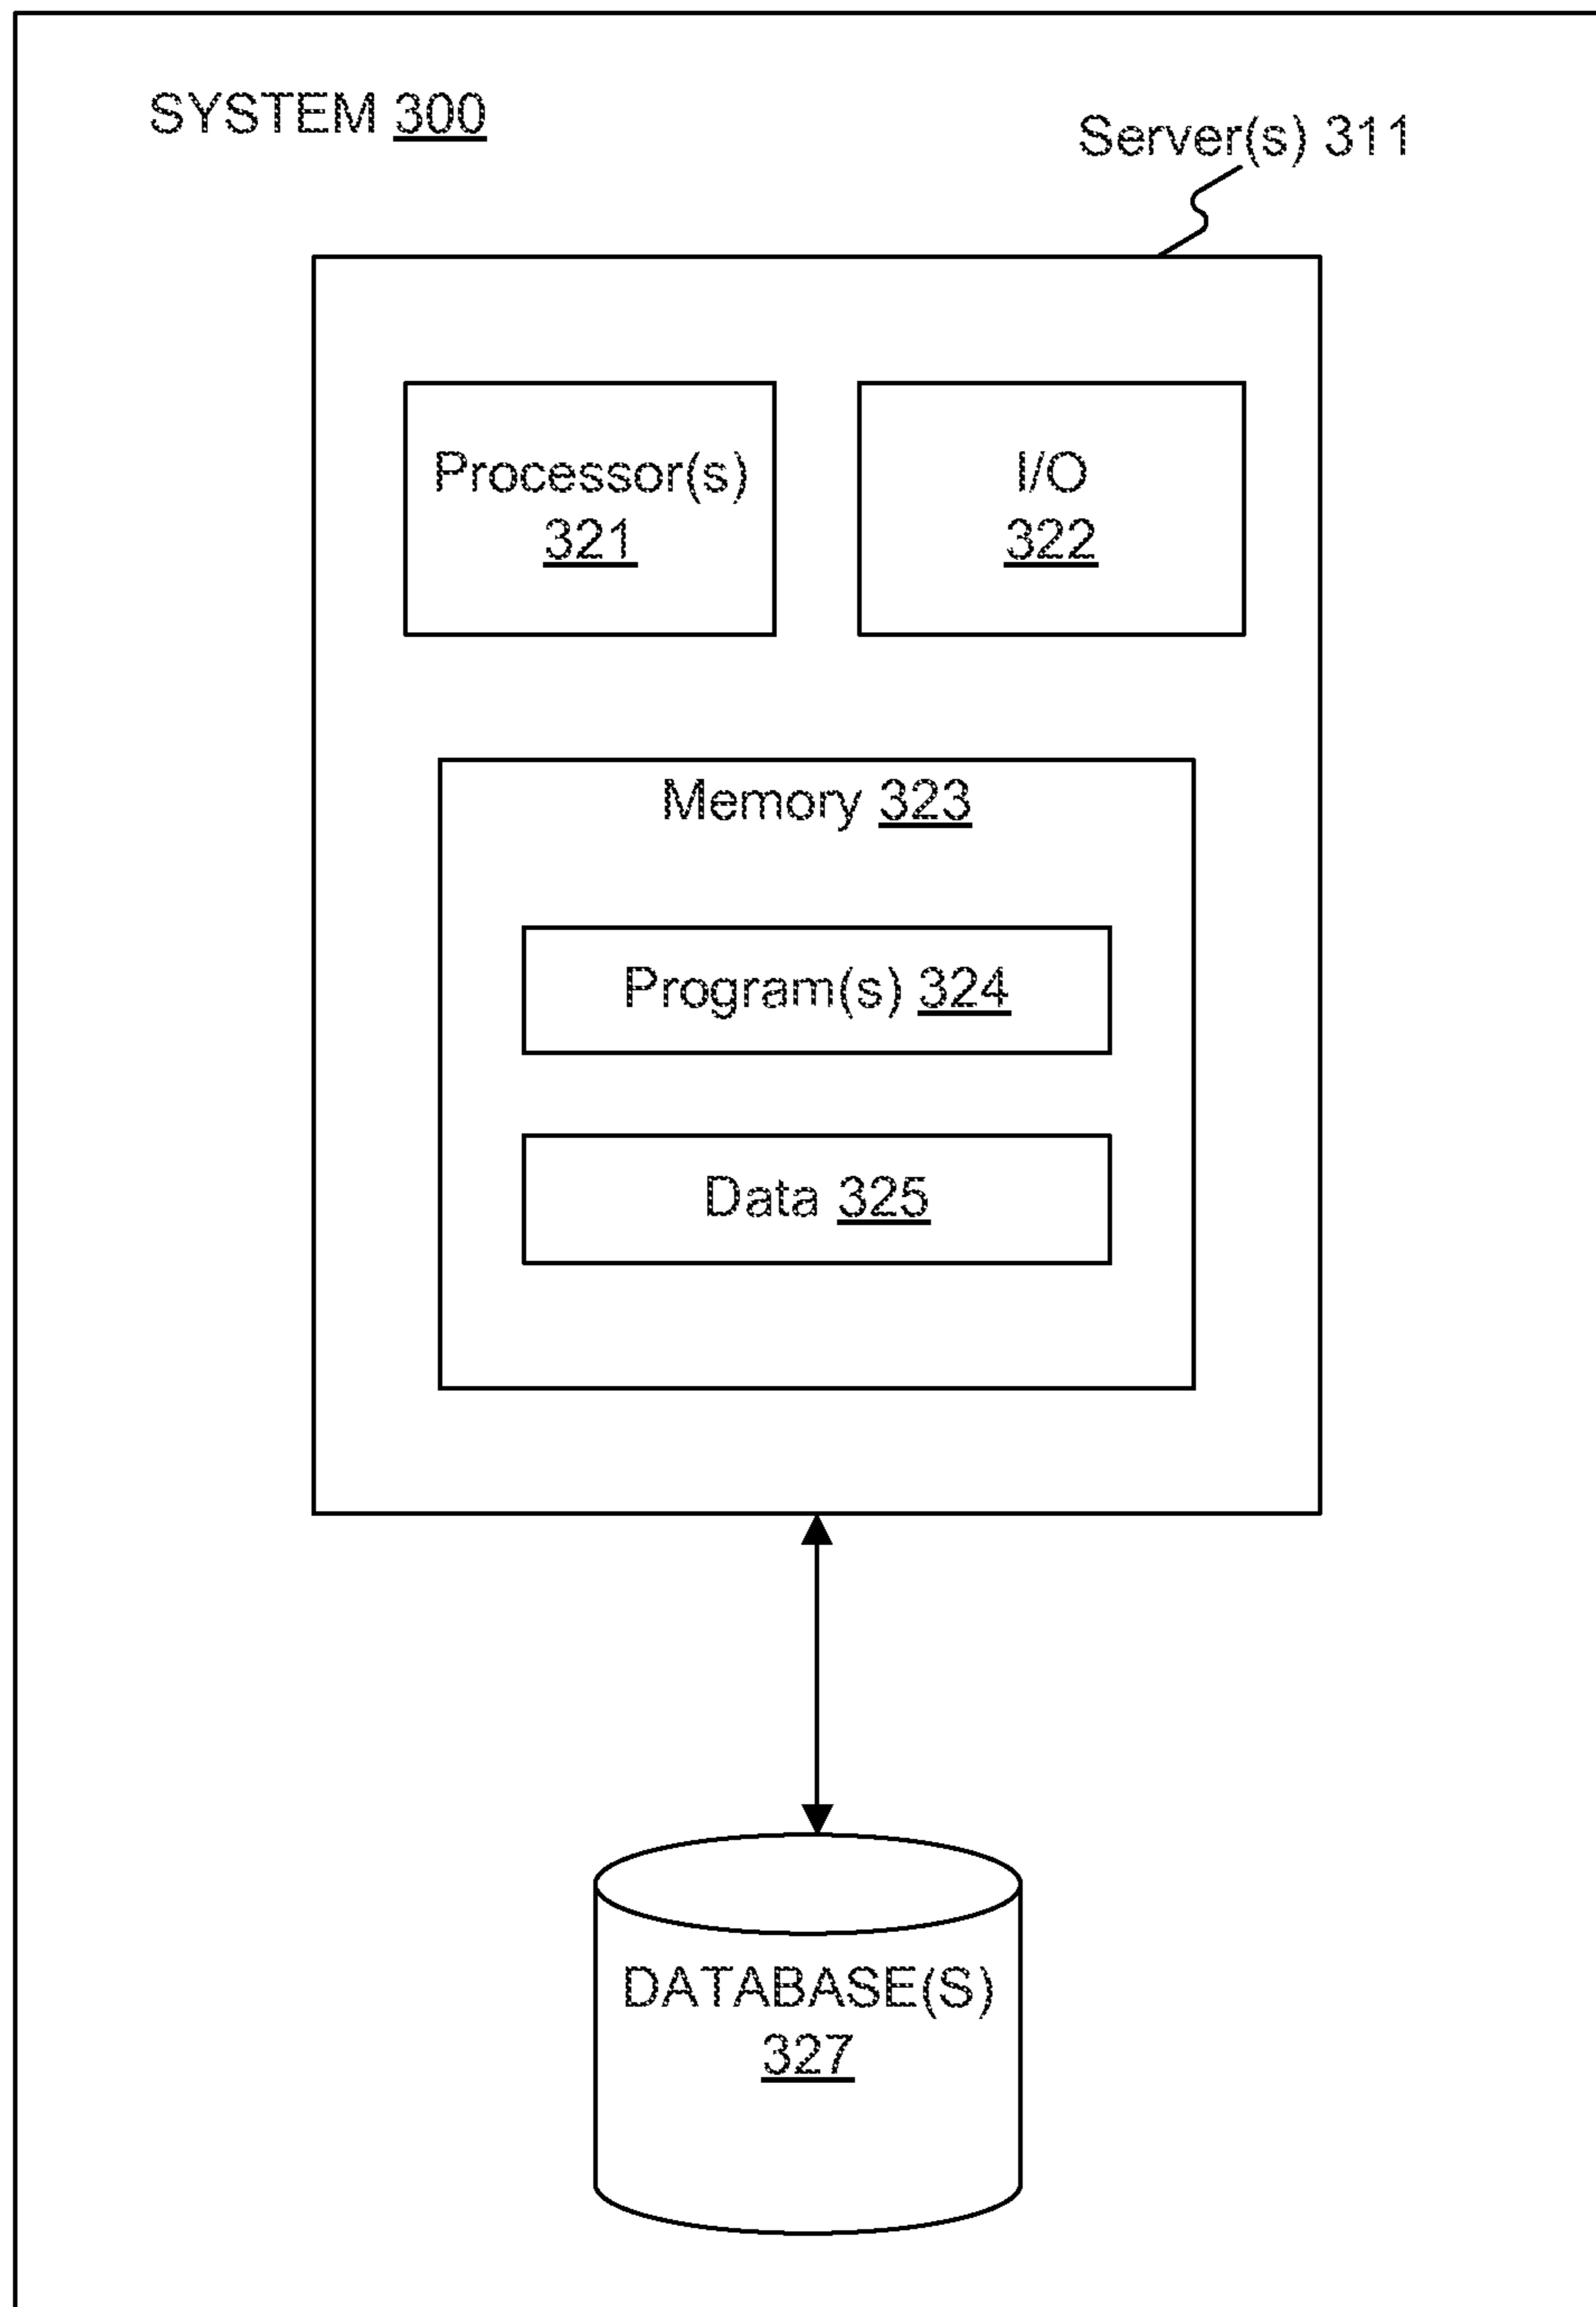 SYSTEM 300
Server(s) 311
Processor(s)
321
I/O
322
Memory 323
Program(s) 324
Data 325
DATABASE(S)
327